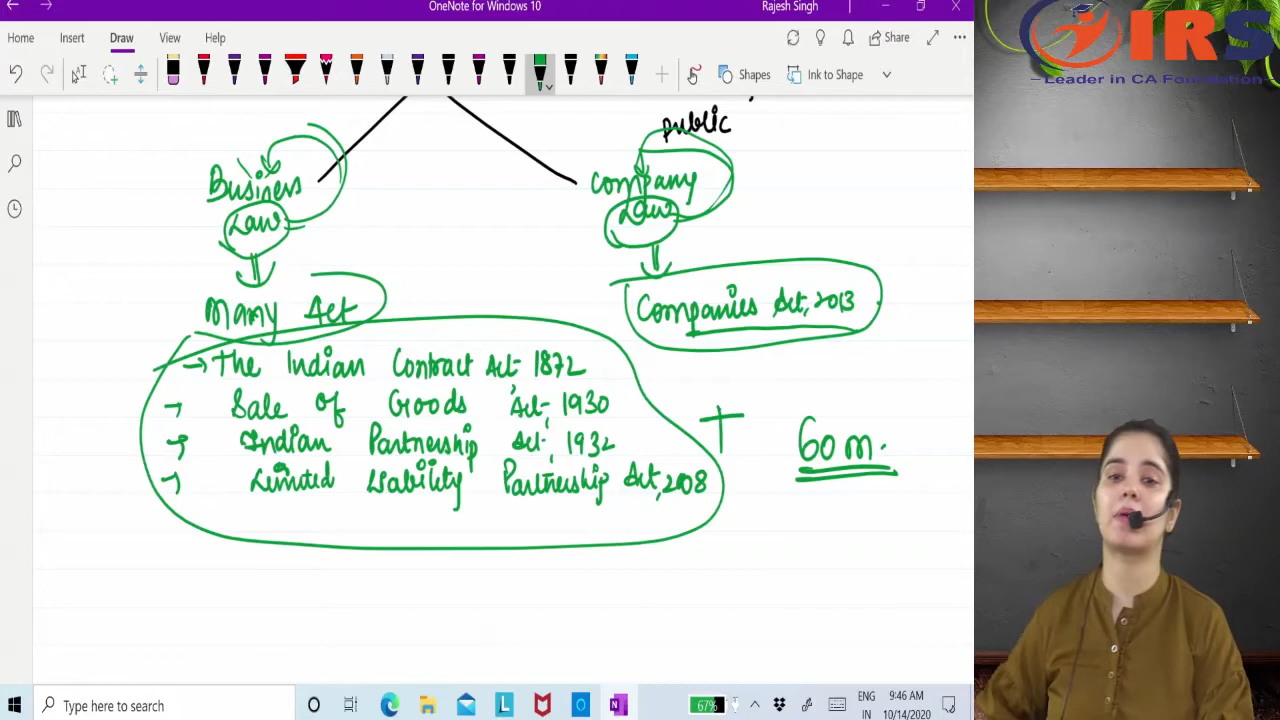 OneNote for Windows 10
Rajesh Singh
Home Insert Draw View Help
Share
Shapes
Ink to Shape
IRS
Leader in CA Foundation
public
Business
Law
Company
Law
Many Act
Companies Act, 2013
→ The Indian Contract Act 1872
→ Sale of Goods Act, 1930
→ Indian Partnership Act, 1932
→ Limited Liability Partnership Act, 2008
+ 60 m.
Type here to search
67%
ENG
IN
9:46 AM
10/14/2020